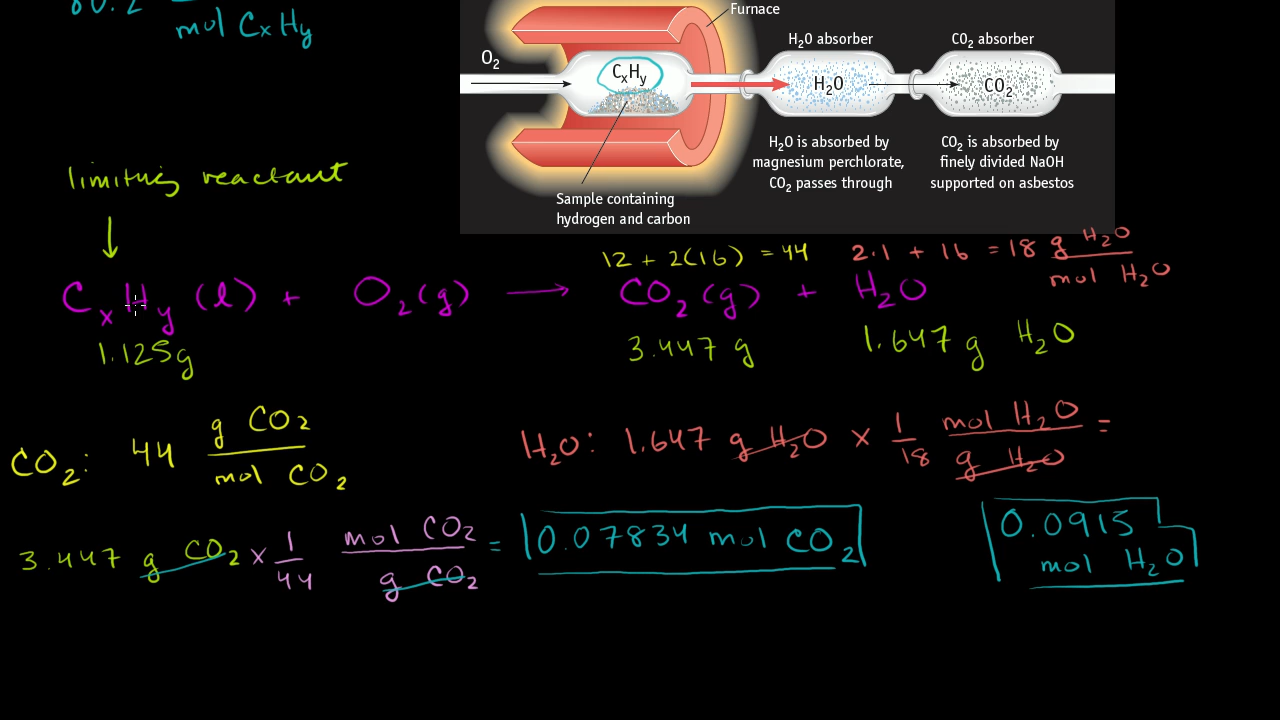 80.2
mol CxHy
Furnace
O₂
CxHy
H₂O absorber
CO₂ absorber
H₂O
CO₂
H₂O is absorbed by
magnesium perchlorate,
CO₂ passes through
CO₂ is absorbed by
finely divided NaOH
supported on asbestos
Sample containing
hydrogen and carbon
limiting reactant
12 + 2(16) = 44
2·1 + 16 = 18 g H₂O / mol H₂O
CxHy (l) + O₂(g) → CO₂(g) + H₂O
1.125g
3.447 g
1.647 g H₂O
CO₂: 44 g CO₂ / mol CO₂
H₂O: 1.647 g H₂O × 1/18 mol H₂O / g H₂O =
3.447 g CO₂ × 1/44 mol CO₂ / g CO₂ = 0.07834 mol CO₂
0.0915
mol H₂O